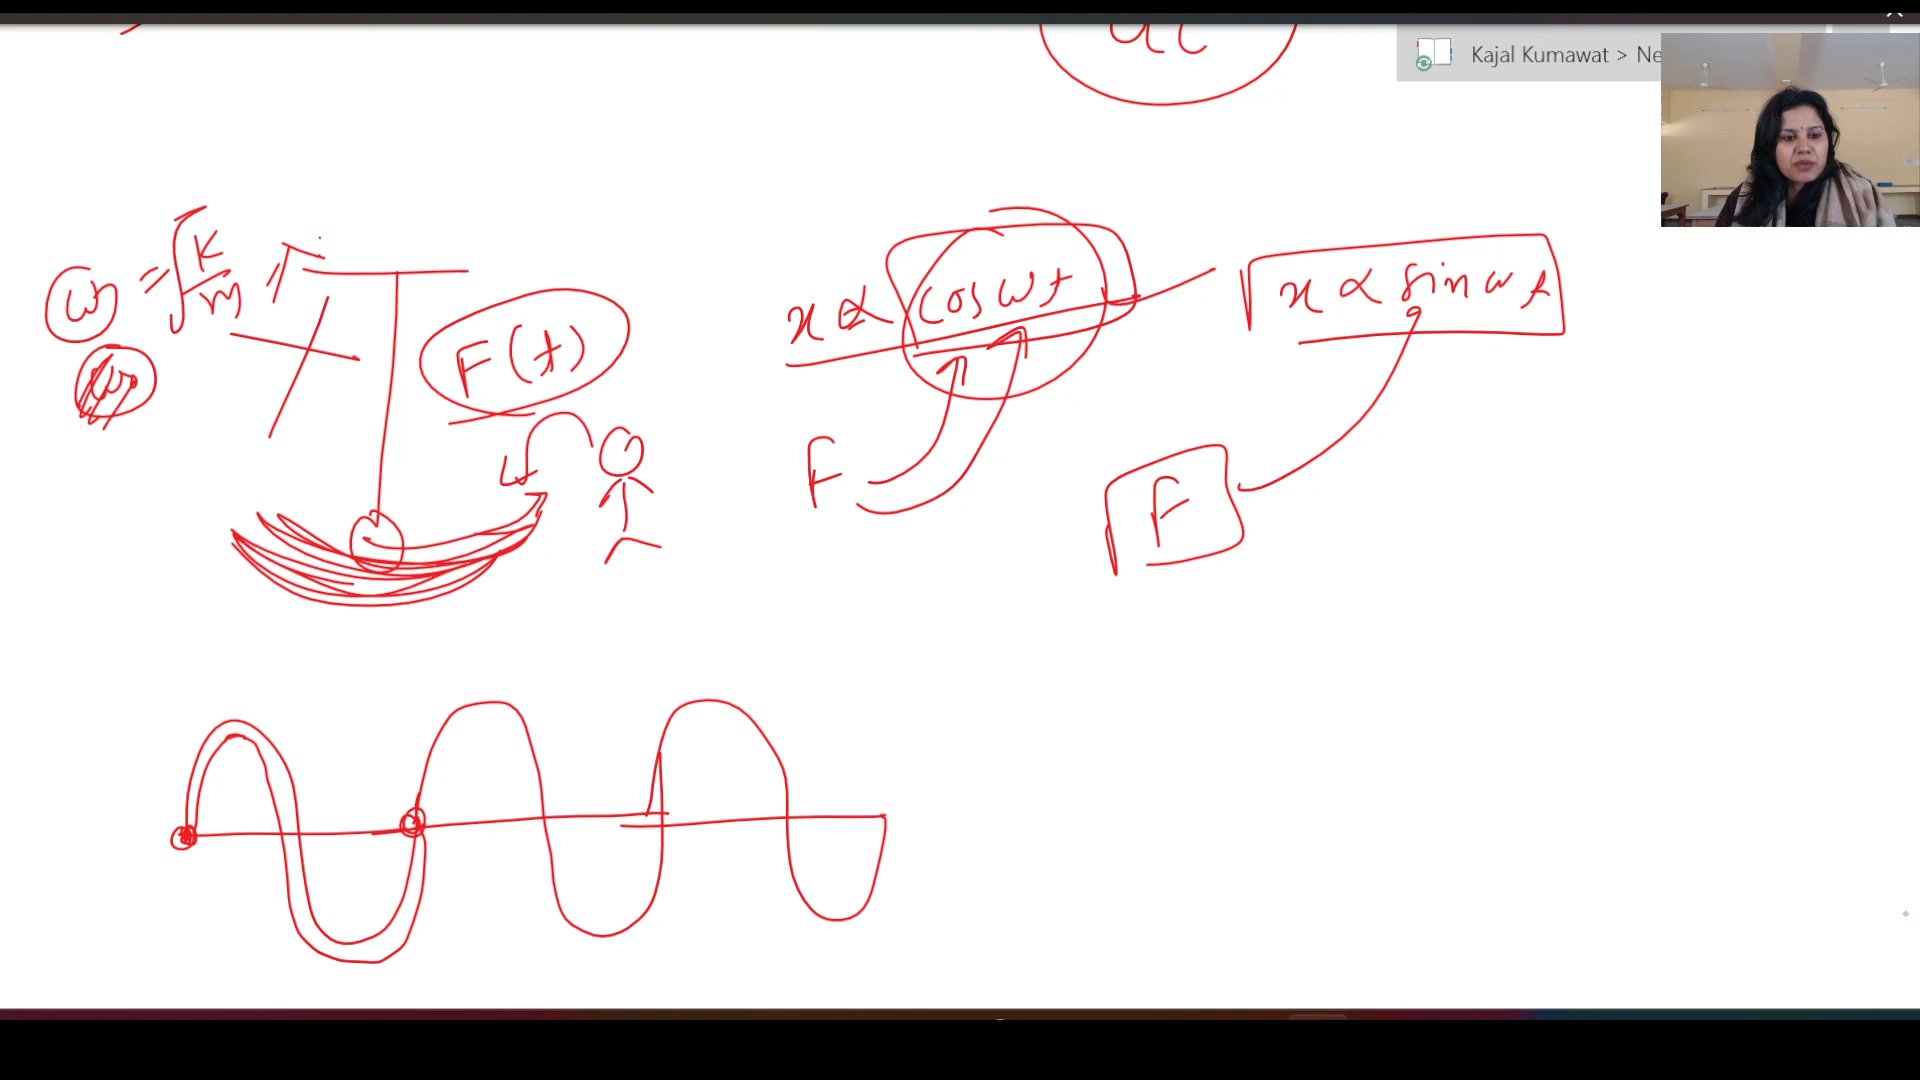 Kajal Kumawat > Ne
ω = √K/m =
F(t)
x ∝ cos ωt
x ∝ sin ωt
F
F